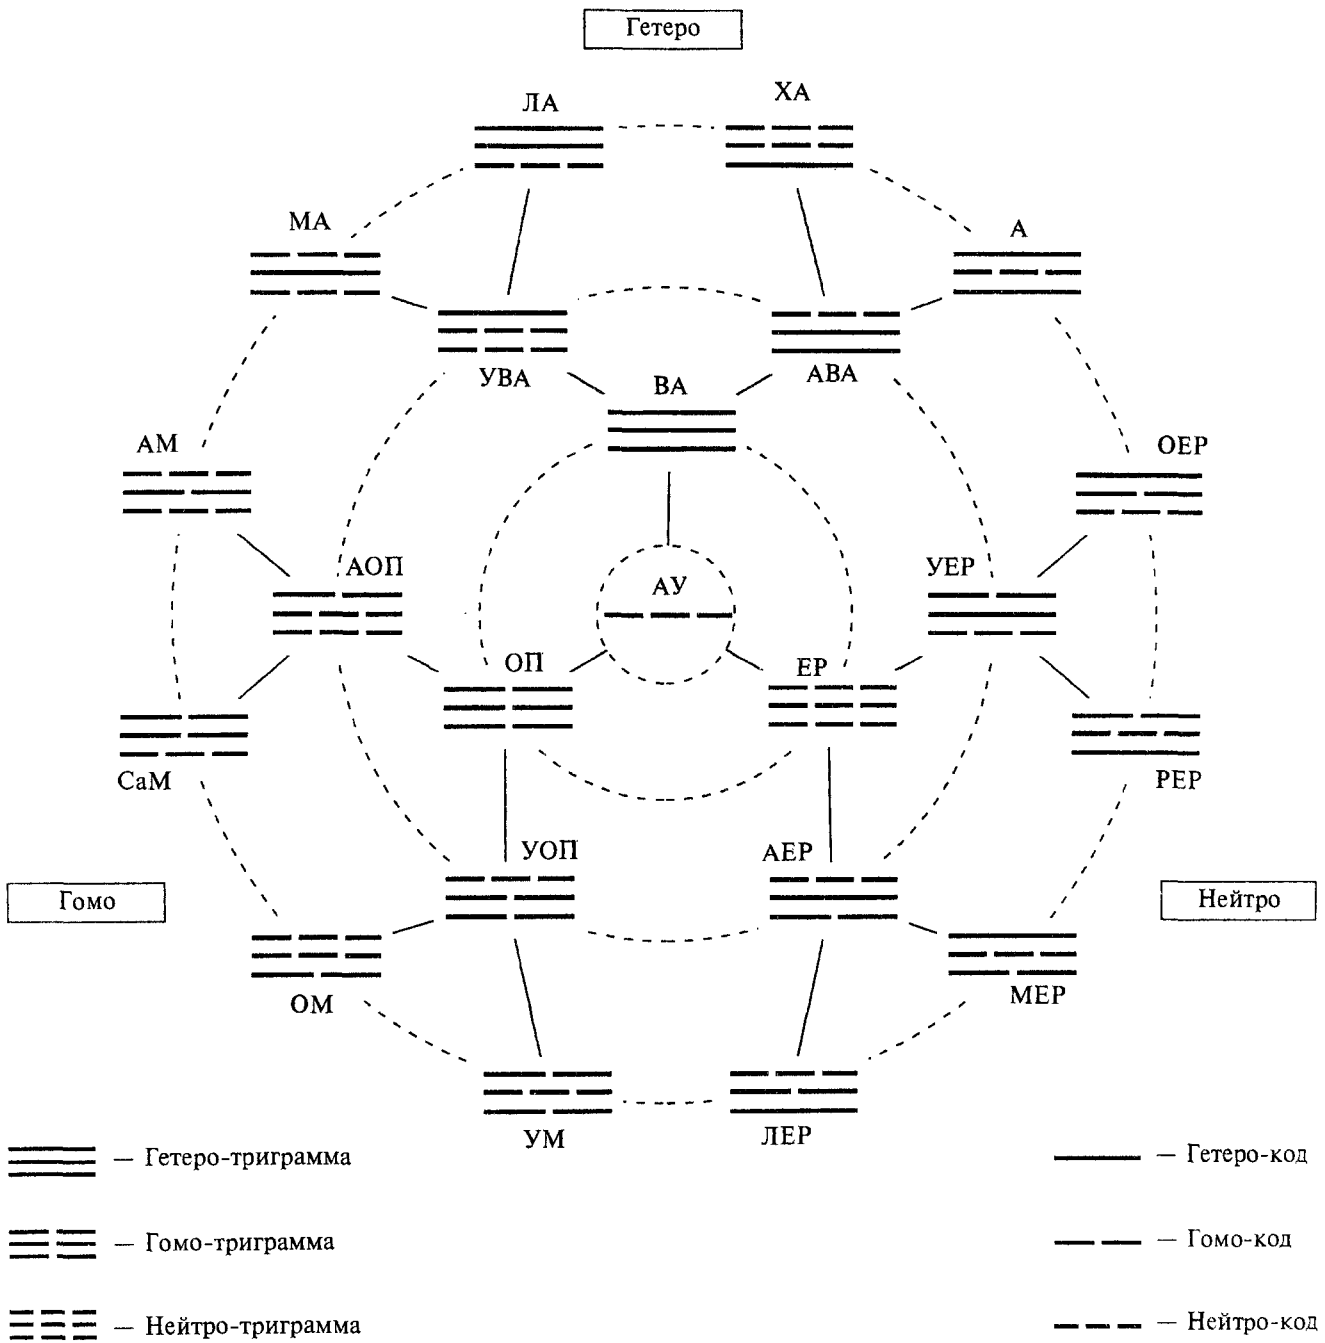 Гетеро
ЛА
ХА
МА
А
УВА
АВА
ВА
АМ
ОЕР
АОП
АУ
УЕР
ОП
ЕР
СаМ
РЕР
УОП
АЕР
Гомо
Нейтро
ОМ
МЕР
УМ
ЛЕР
— Гетеро-триграмма
— Гетеро-код
— Гомо-триграмма
— Гомо-код
— Нейтро-триграмма
— Нейтро-код